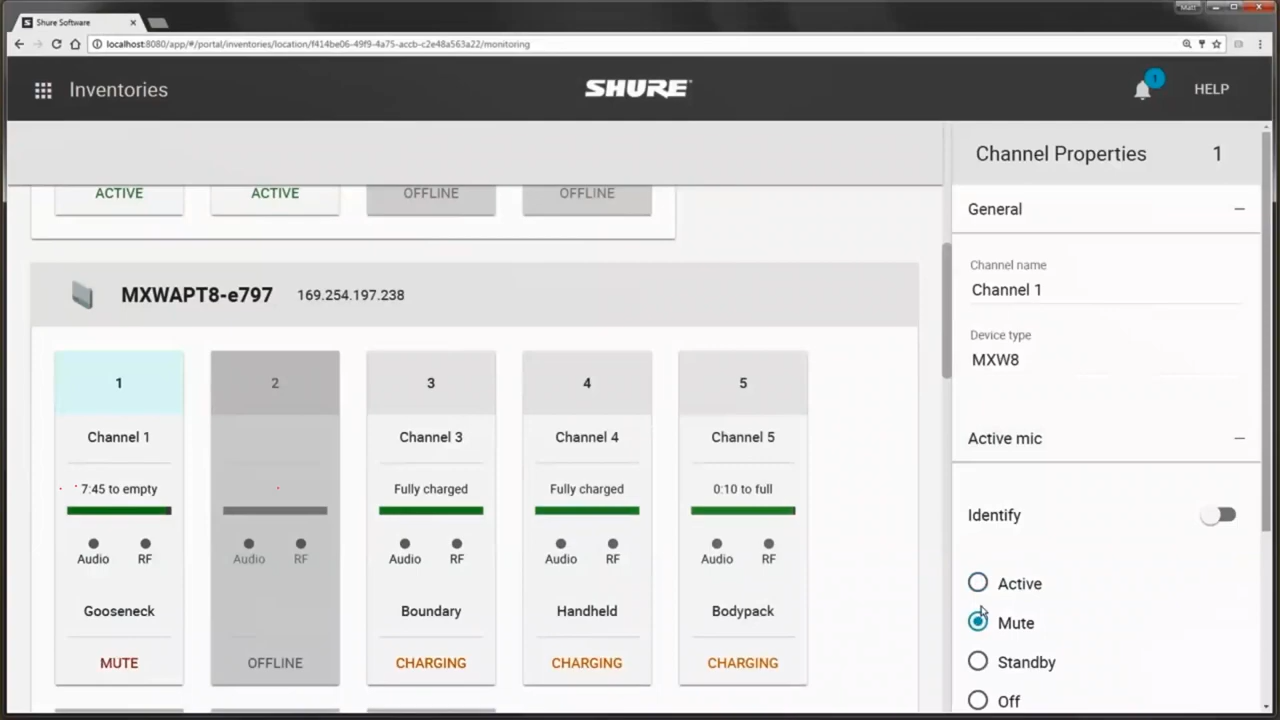 Matt
Shure Software
localhost:8080/app/#/portal/inventories/location/f414be06-49f9-4a75-accb-c2e48a563a22/monitoring
Inventories
SHURE
1
HELP
Channel Properties 1
ACTIVE ACTIVE OFFLINE OFFLINE
General
MXWAPT8-e797 169.254.197.238
Channel name
Channel 1
Device type
MXW8
1 2 3 4 5
Channel 1 Channel 3 Channel 4 Channel 5
7:45 to empty Fully charged Fully charged 0:10 to full
Audio RF Audio RF Audio RF Audio RF Audio RF
Gooseneck Boundary Handheld Bodypack
MUTE OFFLINE CHARGING CHARGING CHARGING
Active mic
Identify
Active
Mute
Standby
Off